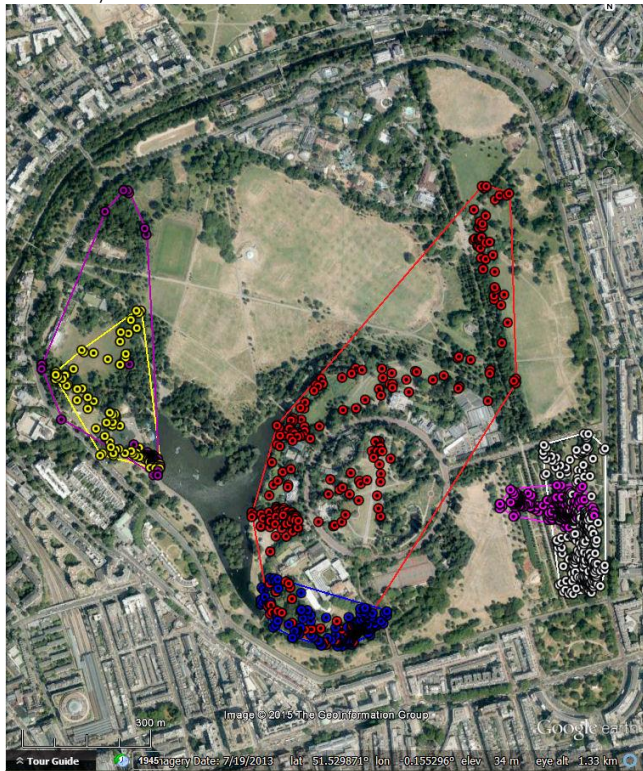 N
300 m
Image © 2015 The GeoInformation Group
Google earth
Tour Guide 1945 Imagery Date: 7/19/2013 lat 51.529871° lon -0.155296° elev 34 m eye alt 1.33 km